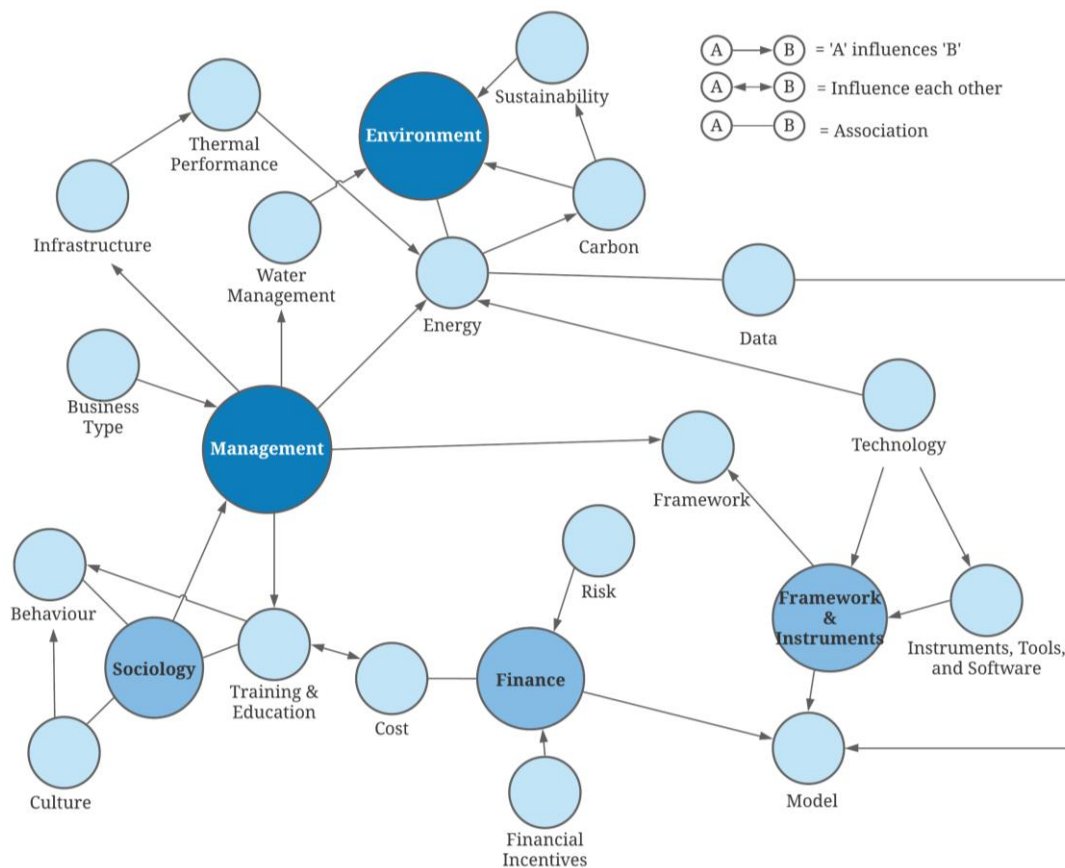 A B = 'A' influences 'B'
A B = Influence each other
A B = Association
Sustainability
Environment
Thermal
Performance
Infrastructure
Carbon
Water
Management
Energy
Data
Business
Type
Management
Technology
Framework
Behaviour
Risk
Framework
&
Instruments
Instruments, Tools,
and Software
Sociology
Training &
Education
Finance
Cost
Culture
Model
Financial
Incentives